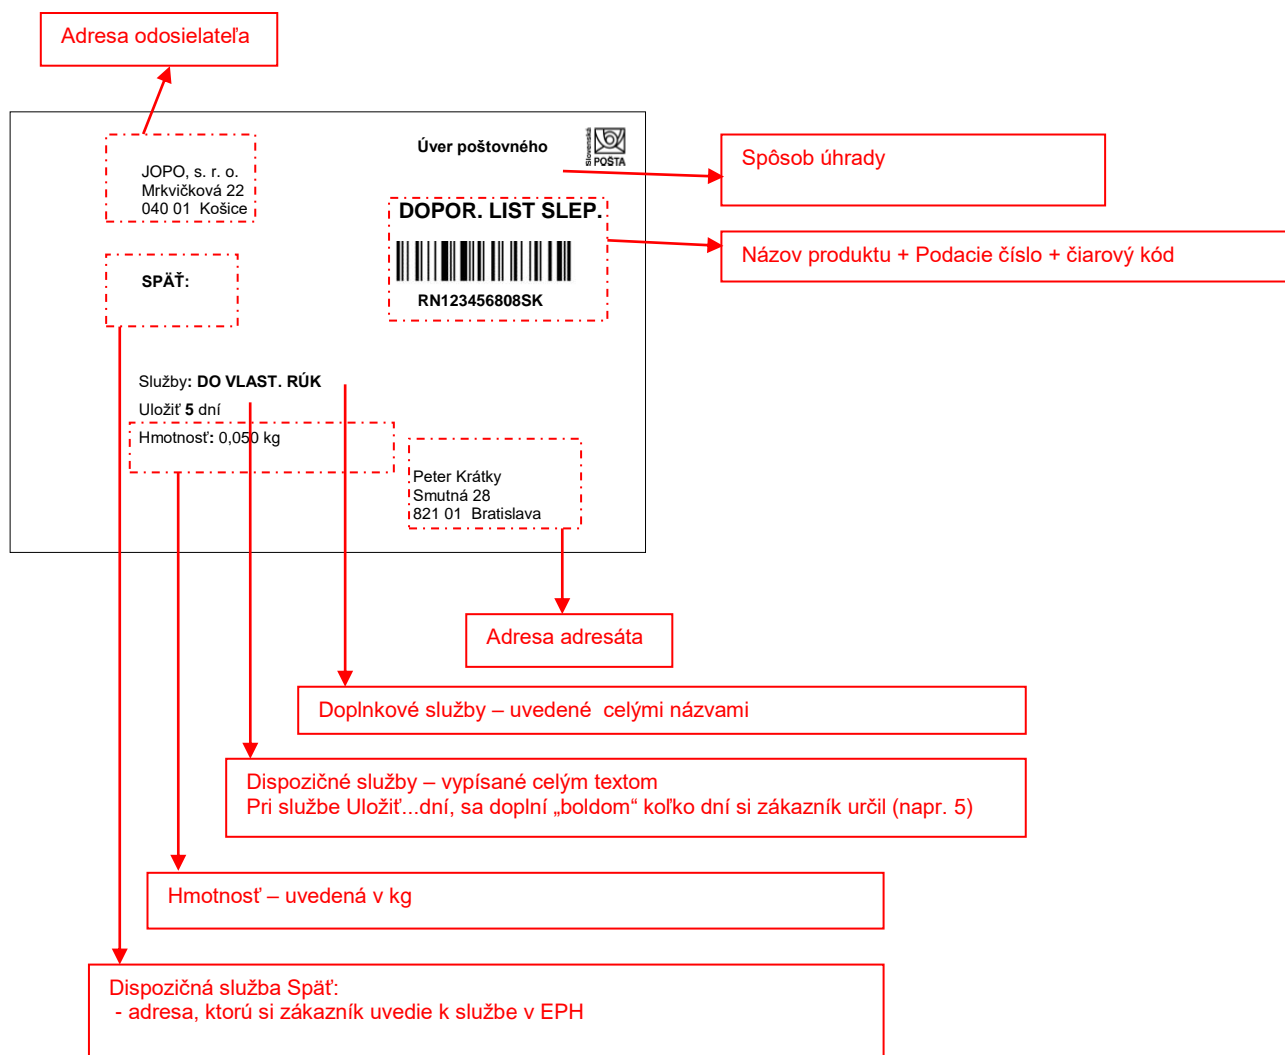 Adresa odosielateľa
Úver poštovného
Slovenská
POŠTA
JOPO, s. r. o.
Mrkvičková 22
040 01  Košice
Spôsob úhrady
DOPOR. LIST SLEP.
RN123456808SK
Názov produktu + Podacie číslo + čiarový kód
SPÄŤ:
Služby: DO VLAST. RÚK
Uložiť 5 dní
Hmotnosť: 0,050 kg
Peter Krátky
Smutná 28
821 01  Bratislava
Adresa adresáta
Doplnkové služby – uvedené  celými názvami
Dispozičné služby – vypísané celým textom
Pri službe Uložiť...dní, sa doplní „boldom“ koľko dní si zákazník určil (napr. 5)
Hmotnosť – uvedená v kg
Dispozičná služba Späť:
- adresa, ktorú si zákazník uvedie k službe v EPH